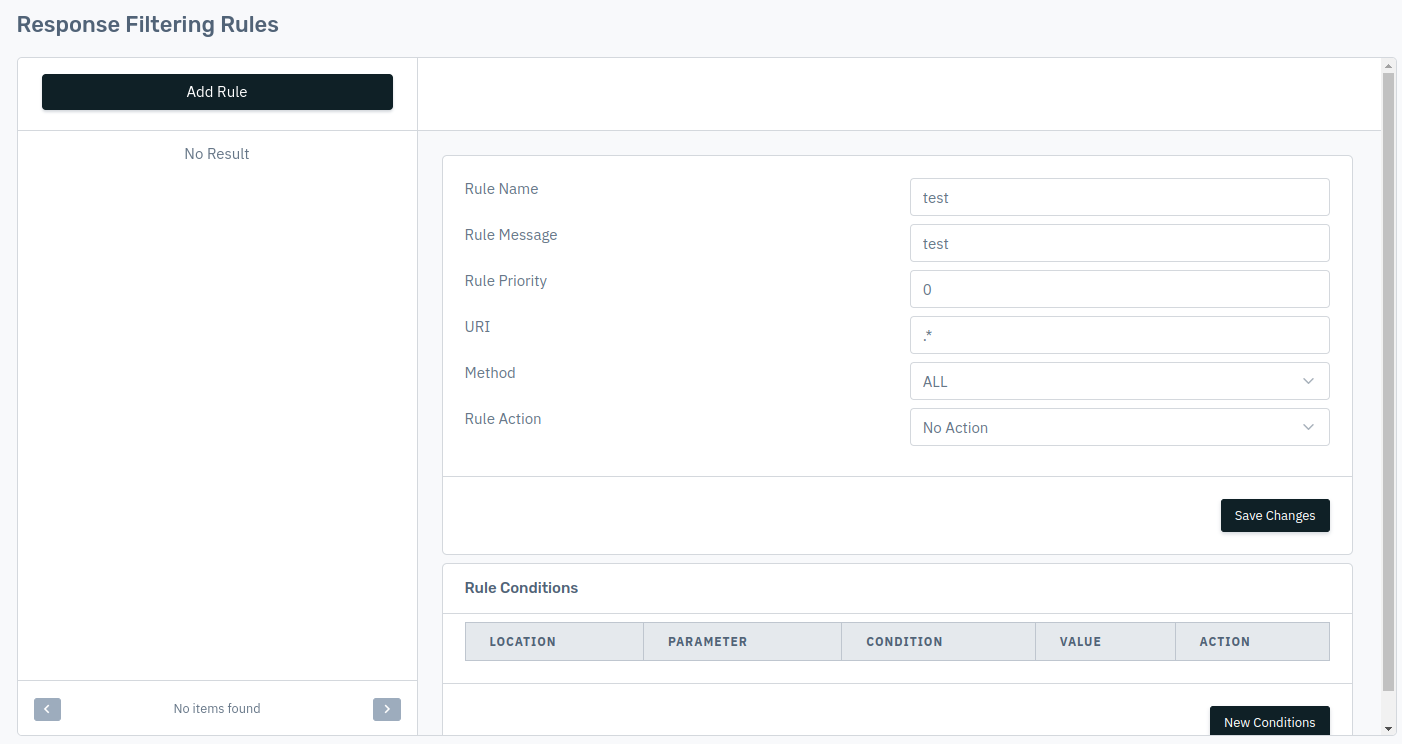 Response Filtering Rules
Add Rule
No Result
No items found
Rule Name
test
Rule Message
test
Rule Priority
0
URI
.*
Method
ALL
Rule Action
No Action
Save Changes
Rule Conditions
LOCATION PARAMETER CONDITION VALUE ACTION
New Conditions